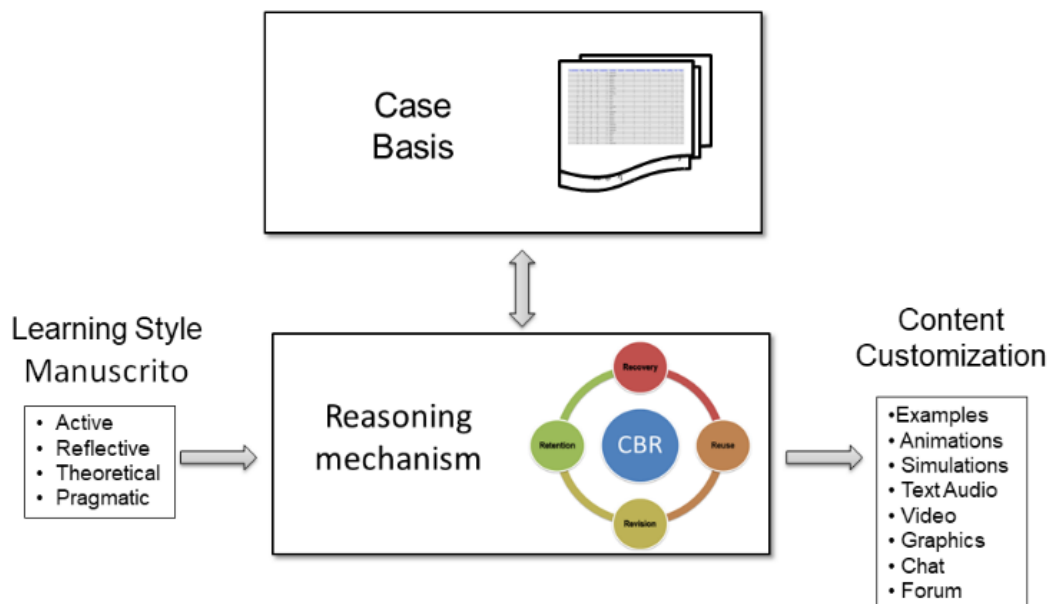 Case
Basis
Learning Style
Manuscrito
• Active
• Reflective
• Theoretical
• Pragmatic
Reasoning
mechanism
Recovery
Retention
CBR
Reuse
Revision
Content
Customization
•Examples
• Animations
• Simulations
• Text Audio
• Video
• Graphics
• Chat
• Forum